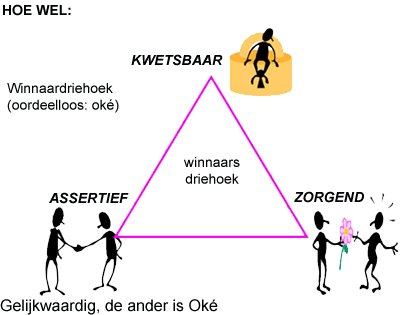 HOE WEL:
KWETSBAAR
Winnaardriehoek
(oordeelloos: oké)
winnaars
driehoek
ASSERTIEF
ZORGEND
Gelijkwaardig, de ander is Oké